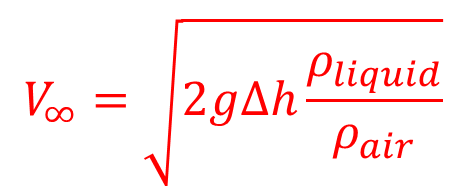 V∞ = √(2gΔh ρliquid / ρair)